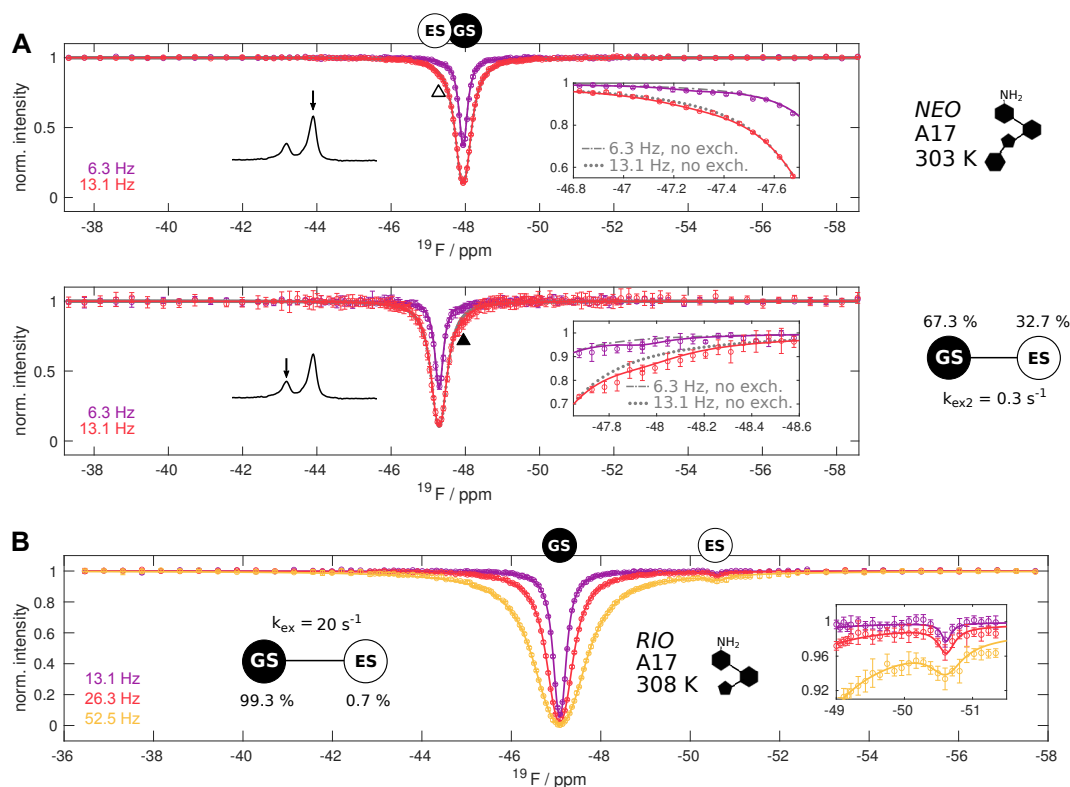 A
ES GS
norm. intensity
1
0.5
0
6.3 Hz
13.1 Hz
1
0.8
0.6
6.3 Hz, no exch.
13.1 Hz, no exch.
-46.8 -47 -47.2 -47.4 -47.6
-38 -40 -42 -44 -46 -48 -50 -52 -54 -56 -58
19F / ppm
NEO
A17
303 K
NH2
norm. intensity
1
0.5
0
6.3 Hz
13.1 Hz
1
0.9
0.8
0.7
6.3 Hz, no exch.
13.1 Hz, no exch.
-47.8 -48 -48.2 -48.4 -48.6
-38 -40 -42 -44 -46 -48 -50 -52 -54 -56 -58
19F / ppm
67.3 % 32.7 %
GS ES
kex2 = 0.3 s-1
B
GS ES
norm. intensity
1
0.8
0.6
0.4
0.2
0
kex = 20 s-1
GS ES
99.3 % 0.7 %
13.1 Hz
26.3 Hz
52.5 Hz
RIO
A17
308 K
NH2
1
0.96
0.92
-49 -50 -51
36 -38 -40 -42 -44 -46 -48 -50 -52 -54 -56 -58
19F / ppm